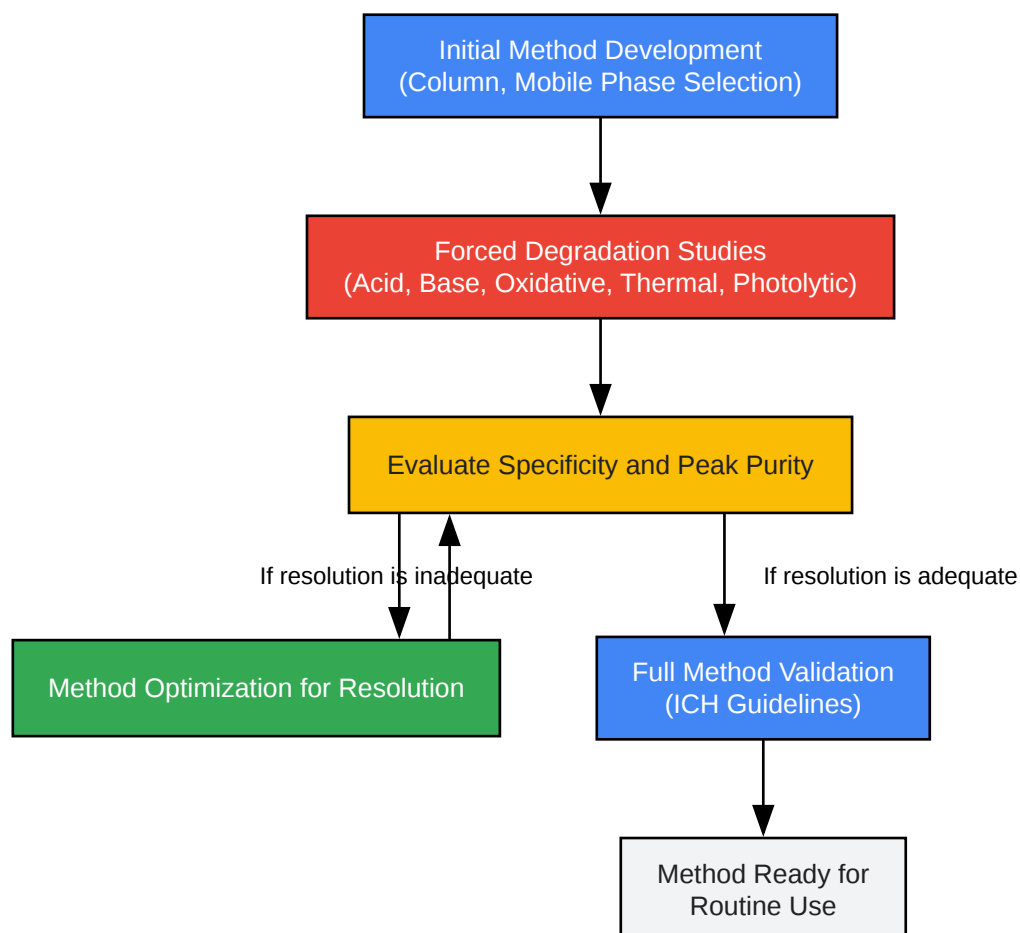 Initial Method Development
(Column, Mobile Phase Selection)
Forced Degradation Studies
(Acid, Base, Oxidative, Thermal, Photolytic)
Evaluate Specificity and Peak Purity
If resolution is inadequate
If resolution is adequate
Method Optimization for Resolution
Full Method Validation
(ICH Guidelines)
Method Ready for
Routine Use